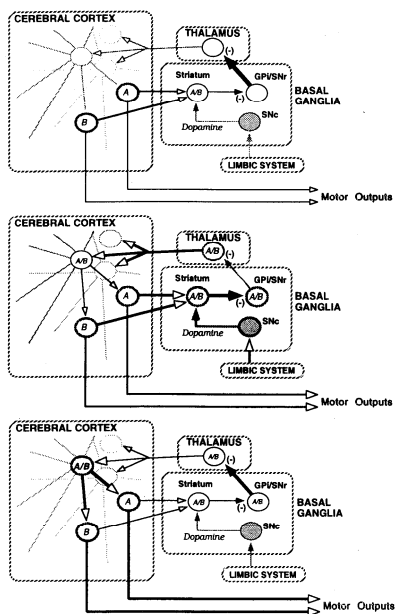 CEREBRAL CORTEX
THALAMUS
(-)
Striatum
GPi/SNr
A
A/B
(-)
BASAL
GANGLIA
B
SNc
Dopamine
LIMBIC SYSTEM
Motor Outputs
CEREBRAL CORTEX
THALAMUS
A/B
A/B
(-)
Striatum
GPi/SNr
A
A/B
(-)
A/B
BASAL
GANGLIA
B
SNc
Dopamine
LIMBIC SYSTEM
Motor Outputs
CEREBRAL CORTEX
THALAMUS
A/B
A/B
(-)
Striatum
GPi/SNr
A
A/B
(-)
A/B
BASAL
GANGLIA
B
SNc
Dopamine
LIMBIC SYSTEM
Motor Outputs